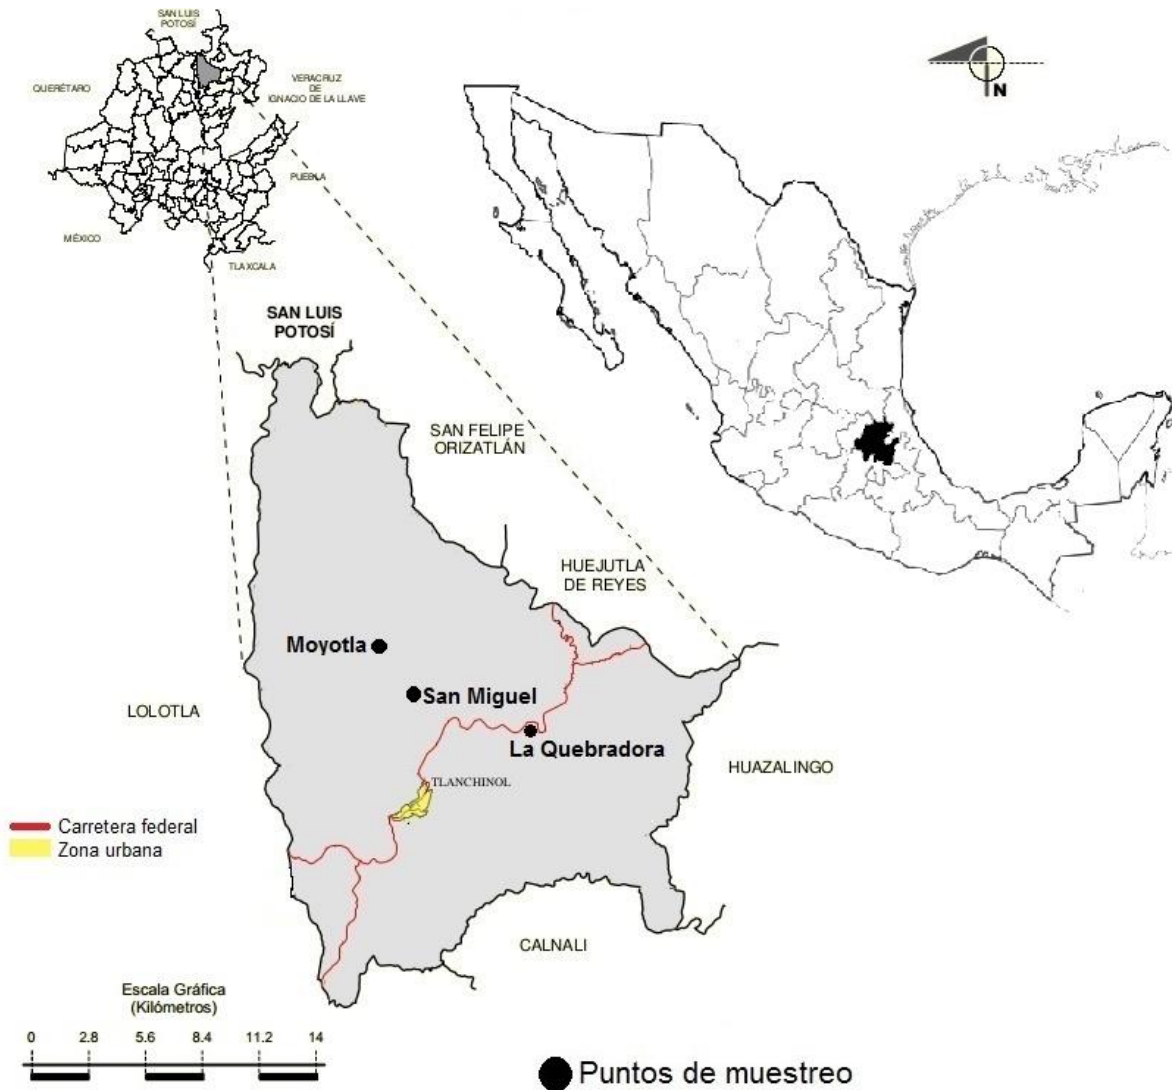 SAN LUIS
POTOSÍ
QUERÉTARO
VERACRUZ
DE
IGNACIO DE LA LLAVE
PUEBLA
MÉXICO
TLAXCALA
N
SAN LUIS
POTOSÍ
SAN FELIPE
ORIZATLÁN
HUEJUTLA
DE REYES
Moyotla
San Miguel
LOLOTLA
La Quebradora
HUAZALINGO
TLANCHINOL
Carretera federal
Zona urbana
CALNALI
Escala Gráfica
(Kilómetros)
0 2.8 5.6 8.4 11.2 14
Puntos de muestreo